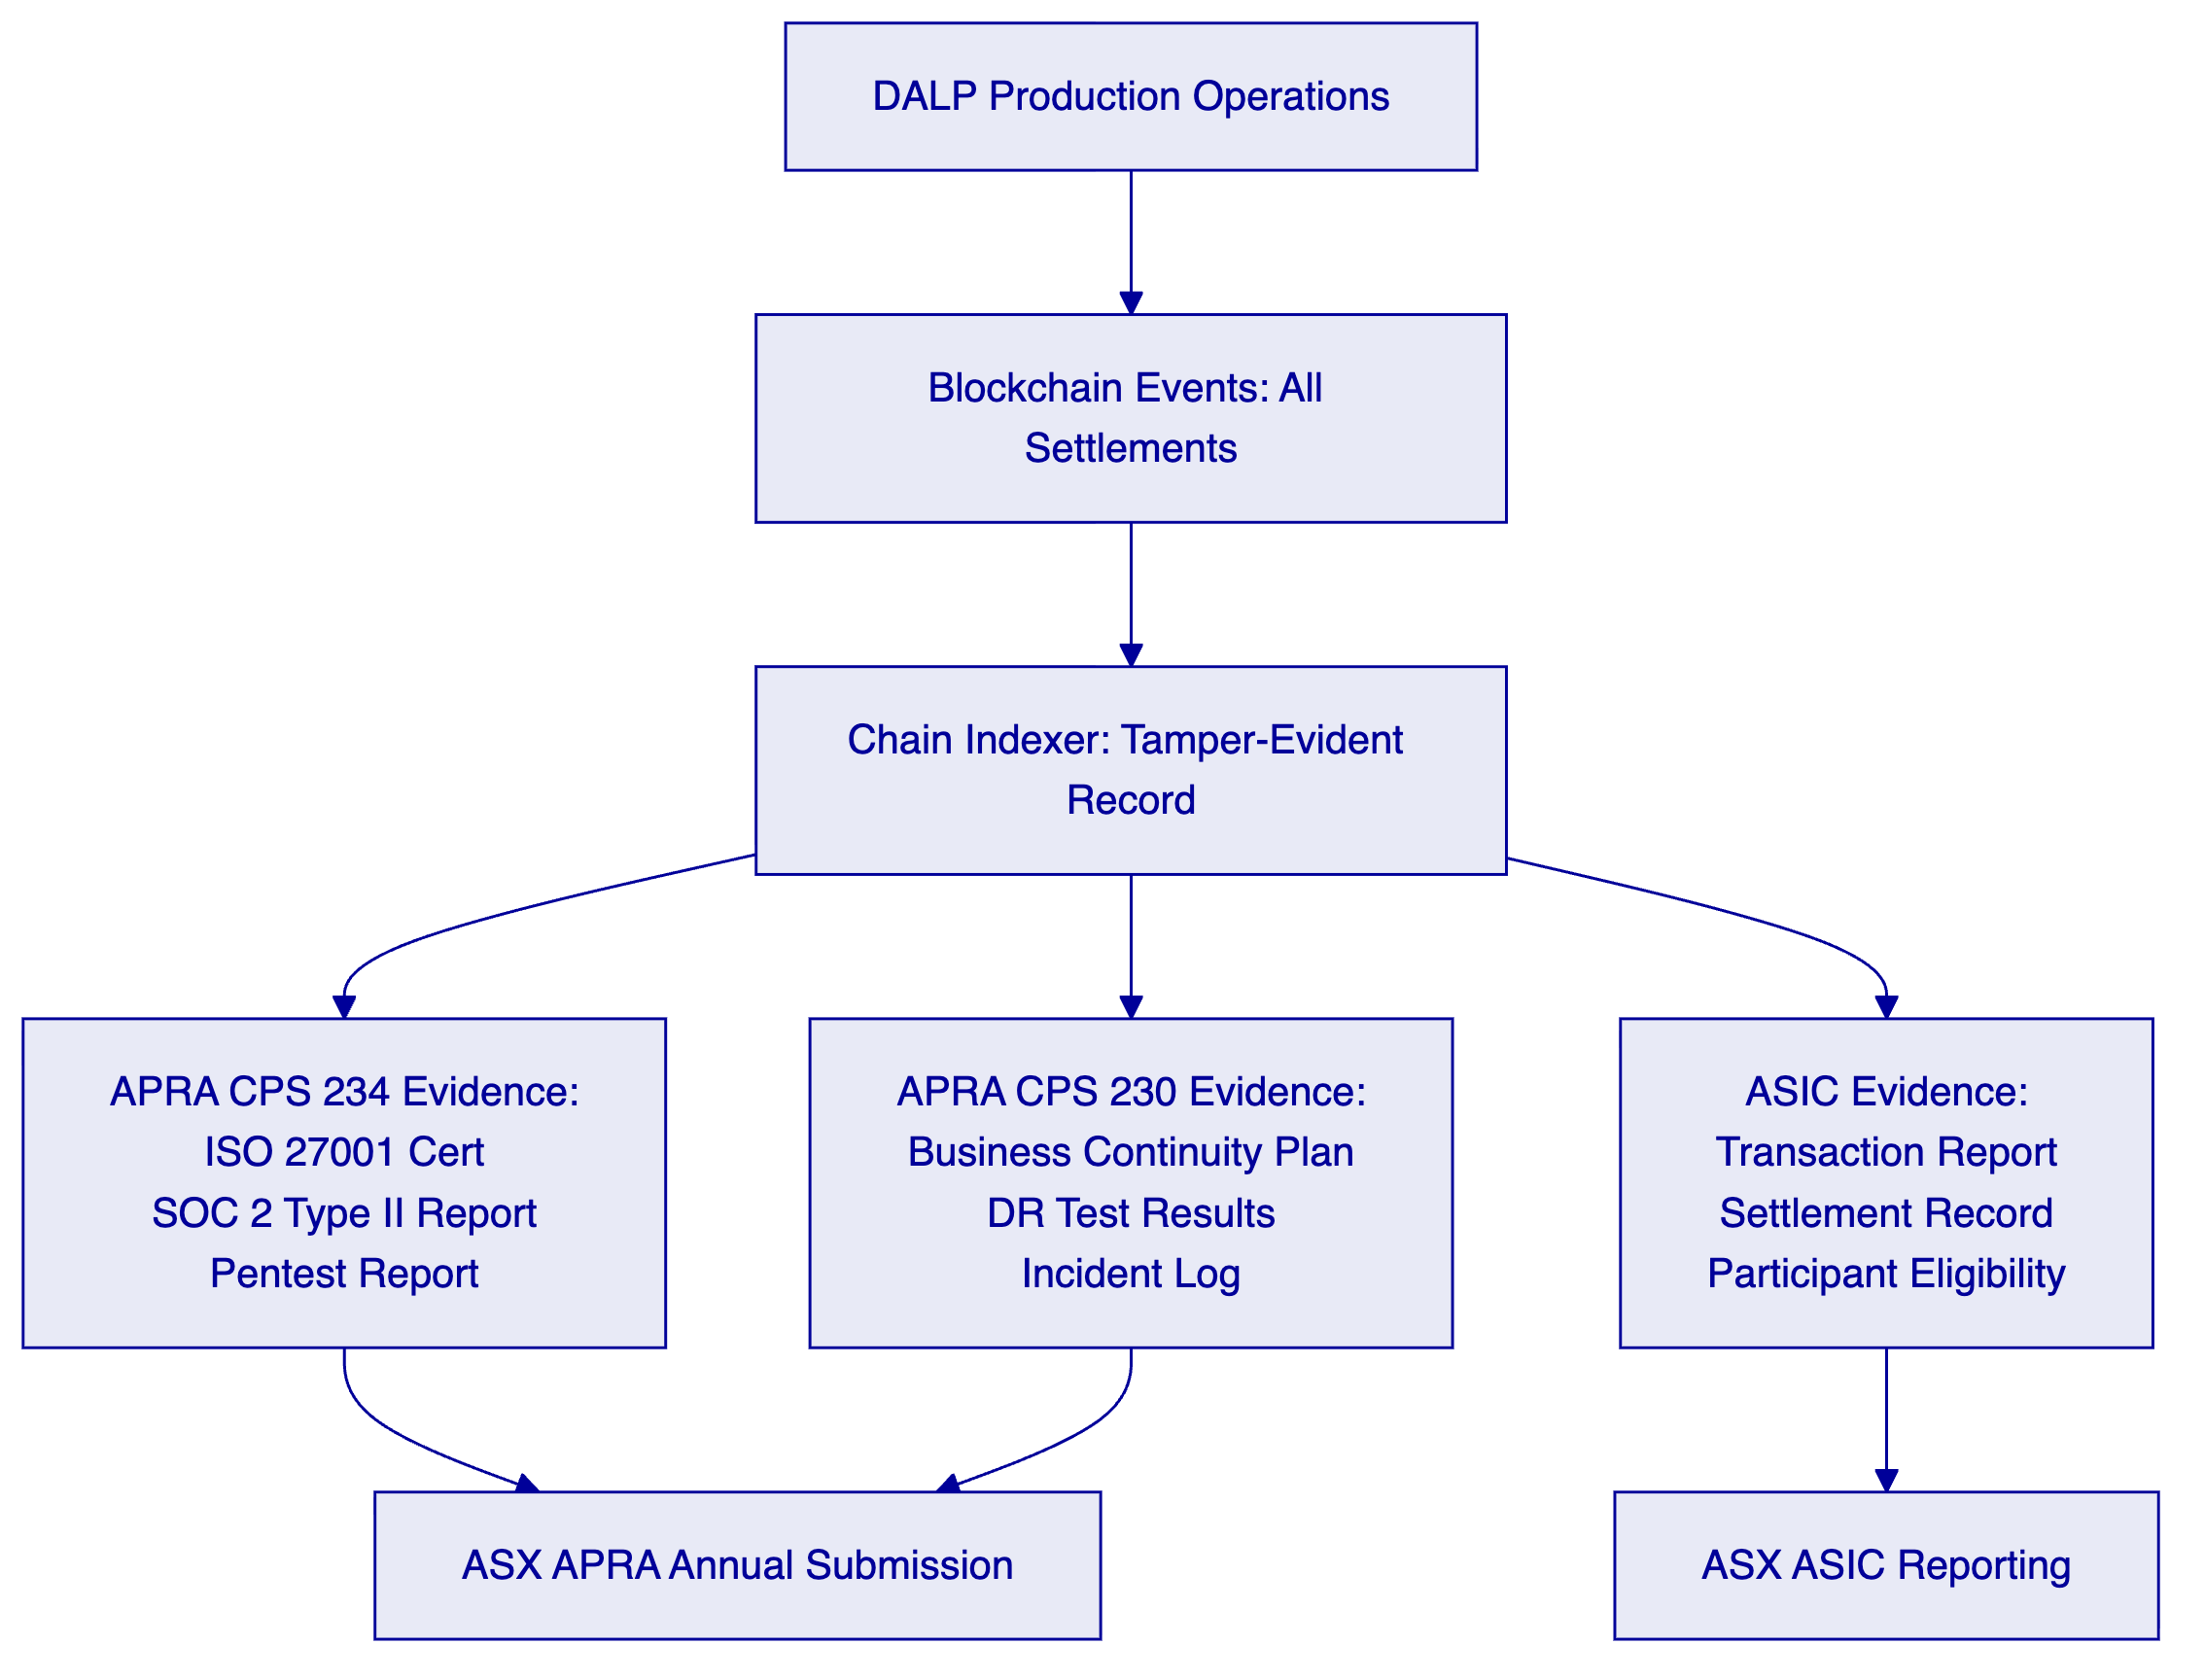 DALP Production Operations
Blockchain Events: All
Settlements
Chain Indexer: Tamper-Evident
Record
APRA CPS 234 Evidence:
ISO 27001 Cert
SOC 2 Type II Report
Pentest Report
APRA CPS 230 Evidence:
Business Continuity Plan
DR Test Results
Incident Log
ASIC Evidence:
Transaction Report
Settlement Record
Participant Eligibility
ASX APRA Annual Submission
ASX ASIC Reporting